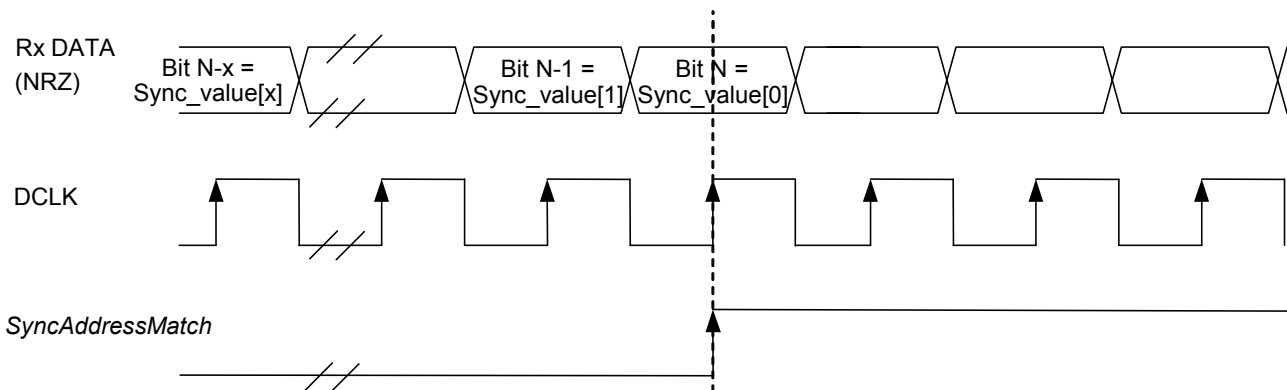 Rx DATA
(NRZ)
Bit N-x =
Sync_value[x]
Bit N-1 =
Sync_value[1]
Bit N =
Sync_value[0]
DCLK
SyncAddressMatch